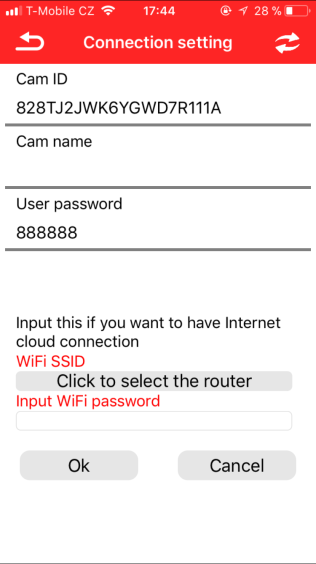 T-Mobile CZ 17:44 28 %
Connection setting
Cam ID
828TJ2JWK6YGWD7R111A
Cam name
User password
888888
Input this if you want to have Internet
cloud connection
WiFi SSID
Click to select the router
Input WiFi password
Ok Cancel